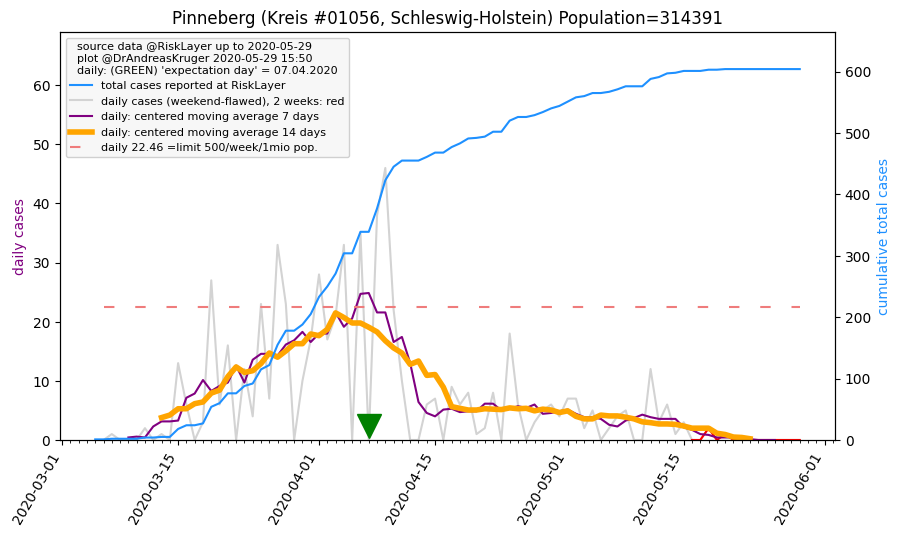 Pinneberg (Kreis #01056, Schleswig-Holstein) Population=314391
source data @RiskLayer up to 2020-05-29
plot @DrAndreasKruger 2020-05-29 15:50
daily: (GREEN) 'expectation day' = 07.04.2020
total cases reported at RiskLayer
daily cases (weekend-flawed), 2 weeks: red
daily: centered moving average 7 days
daily: centered moving average 14 days
daily 22.46 =limit 500/week/1mio pop.
daily cases
60
50
40
30
20
10
0
600
500
400
300
200
100
0
cumulative total cases
2020-03-01
2020-03-15
2020-04-01
2020-04-15
2020-05-01
2020-05-15
2020-06-01